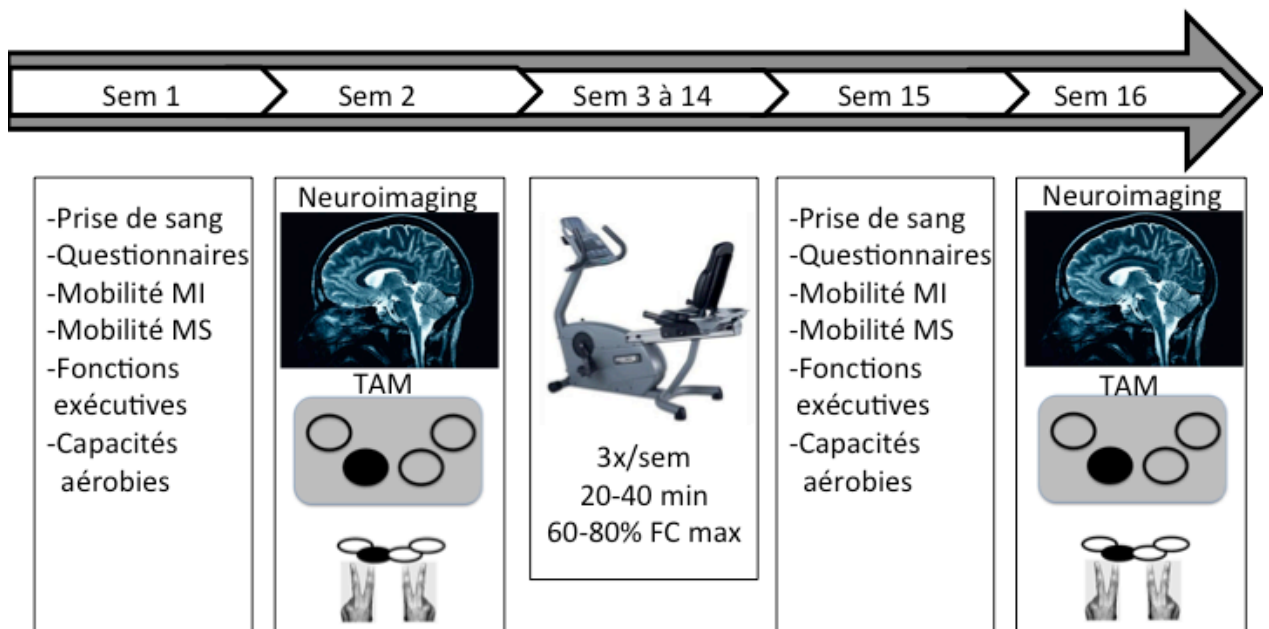 Sem 1
Sem 2
Sem 3 à 14
Sem 15
Sem 16
-Prise de sang
-Questionnaires
-Mobilité MI
-Mobilité MS
-Fonctions
exécutives
-Capacités
aérobies
Neuroimaging
TAM
3x/sem
20-40 min
60-80% FC max
-Prise de sang
-Questionnaires
-Mobilité MI
-Mobilité MS
-Fonctions
exécutives
-Capacités
aérobies
Neuroimaging
TAM